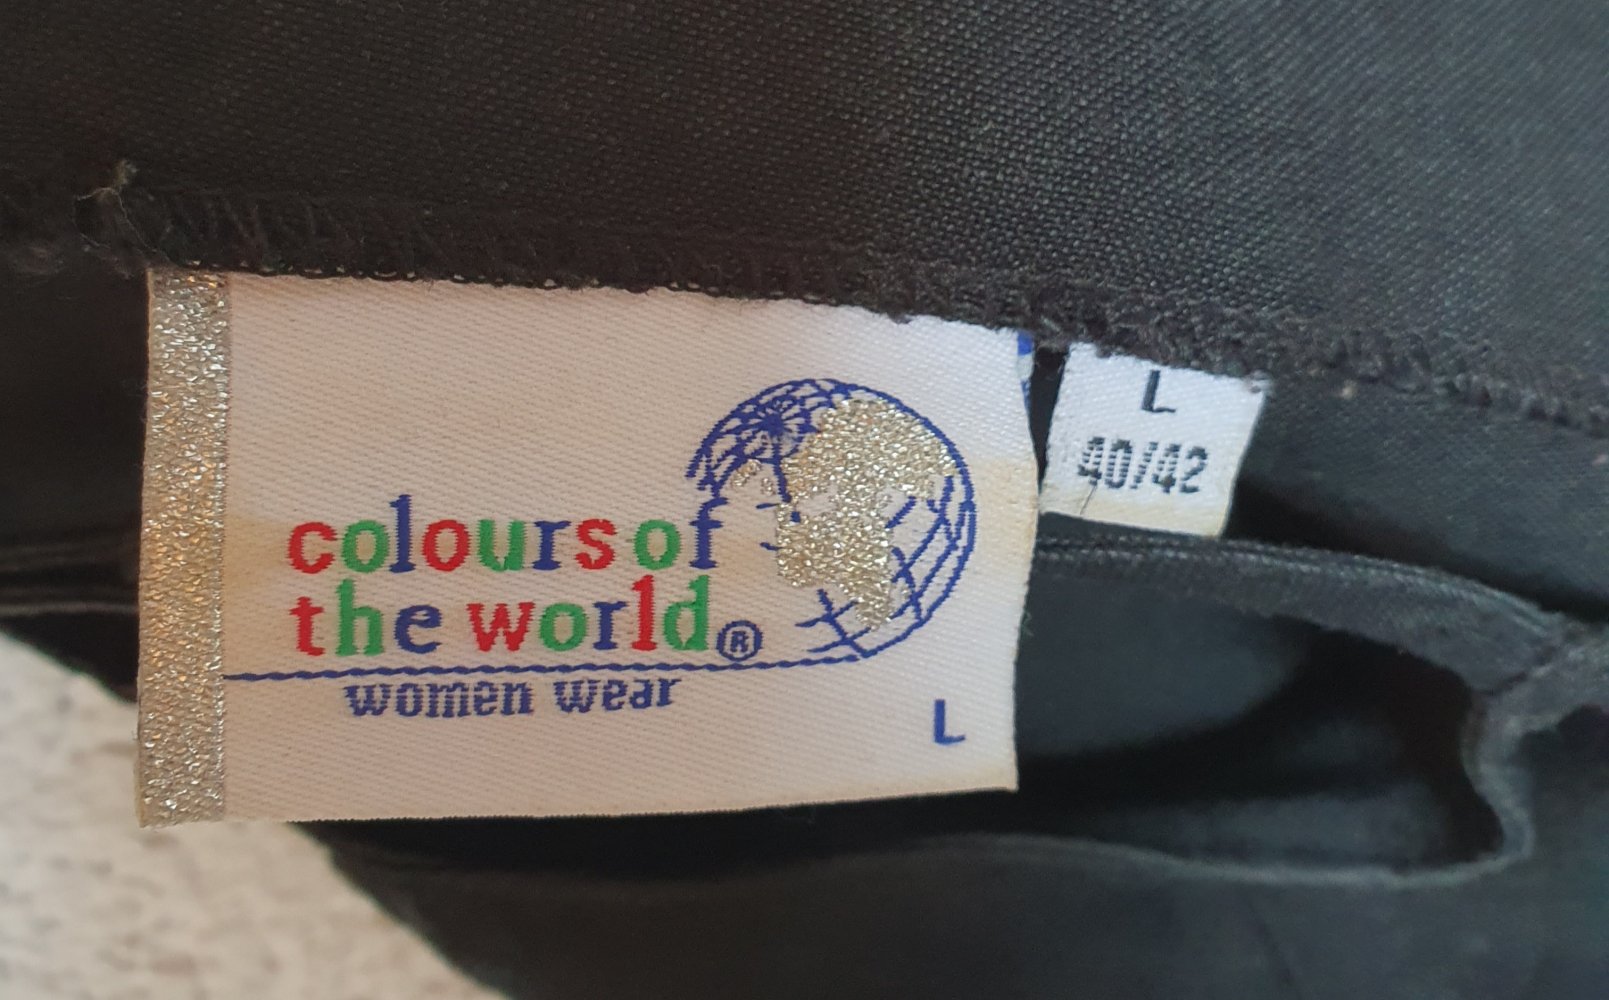 colours of
the world®
women wear
L
L
40/42